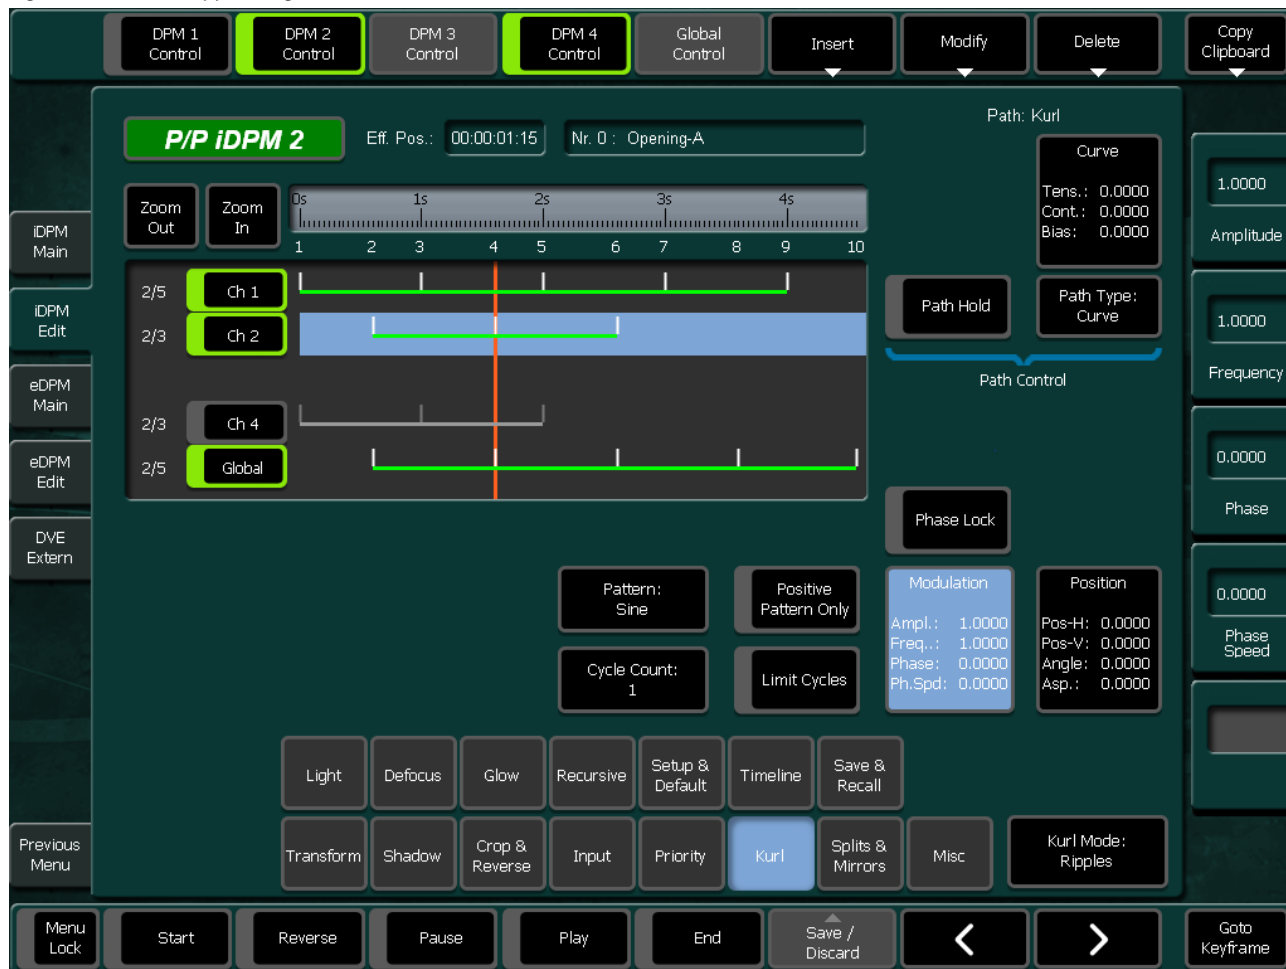 DPM 1
Control
DPM 2
Control
DPM 3
Control
DPM 4
Control
Global
Control
Insert
Modify
Delete
Copy
Clipboard
P/P iDPM 2
Eff. Pos.: 00:00:01:15
Nr. 0 : Opening-A
Path: Kurl
Curve
Tens.: 0.0000
Cont.: 0.0000
Bias: 0.0000
Zoom
Out
Zoom
In
0s 1s 2s 3s 4s
1 2 3 4 5 6 7 8 9 10
2/5 Ch 1
2/3 Ch 2
2/3 Ch 4
2/5 Global
Path Hold
Path Type:
Curve
Path Control
iDPM
Main
iDPM
Edit
eDPM
Main
eDPM
Edit
DVE
Extern
Previous
Menu
1.0000
Amplitude
1.0000
Frequency
0.0000
Phase
0.0000
Phase
Speed
Phase Lock
Pattern:
Sine
Positive
Pattern Only
Modulation
Ampl.: 1.0000
Freq..: 1.0000
Phase: 0.0000
Ph.Spd: 0.0000
Position
Pos-H: 0.0000
Pos-V: 0.0000
Angle: 0.0000
Asp.: 0.0000
Cycle Count:
1
Limit Cycles
Light
Defocus
Glow
Recursive
Setup &
Default
Timeline
Save &
Recall
Transform
Shadow
Crop &
Reverse
Input
Priority
Kurl
Splits &
Mirrors
Misc
Kurl Mode:
Ripples
Menu
Lock
Start
Reverse
Pause
Play
End
Save /
Discard
Goto
Keyframe